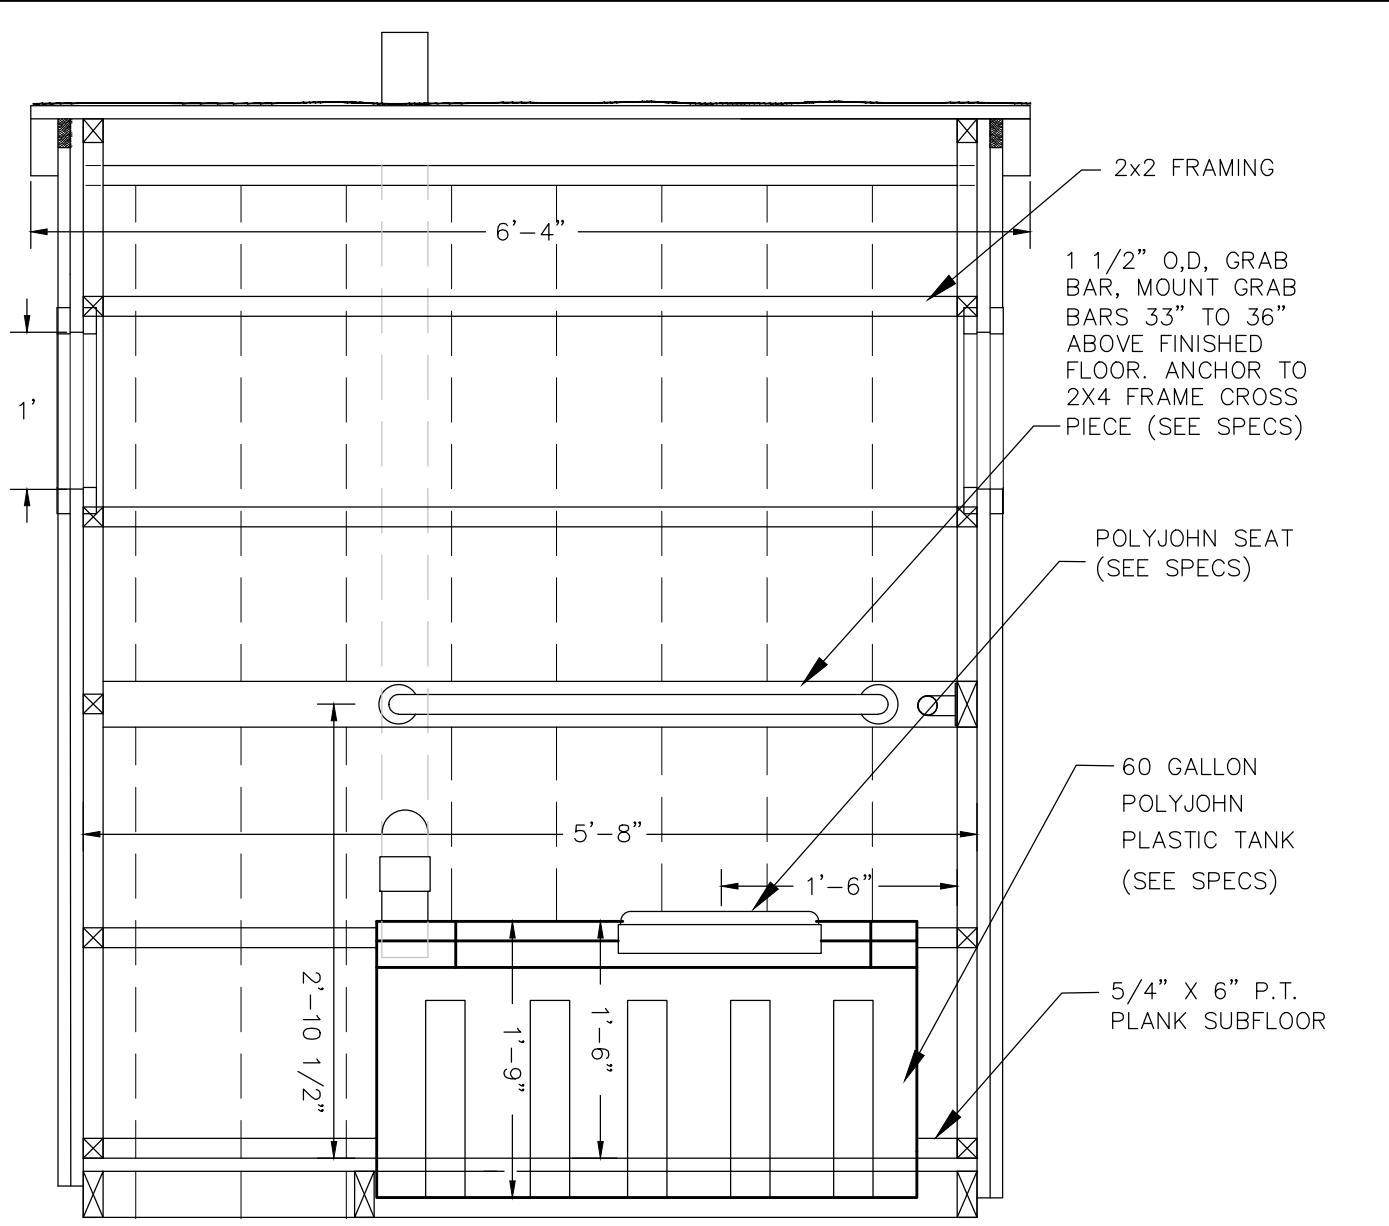 2x2 FRAMING
6'-4"
1 1/2" O,D, GRAB
BAR, MOUNT GRAB
BARS 33" TO 36"
ABOVE FINISHED
FLOOR. ANCHOR TO
2X4 FRAME CROSS
PIECE (SEE SPECS)
1'
POLYJOHN SEAT
(SEE SPECS)
60 GALLON
POLYJOHN
PLASTIC TANK
(SEE SPECS)
5'-8"
1'-6"
2'-10 1/2"
1'-9"
1'-6"
5/4" X 6" P.T.
PLANK SUBFLOOR